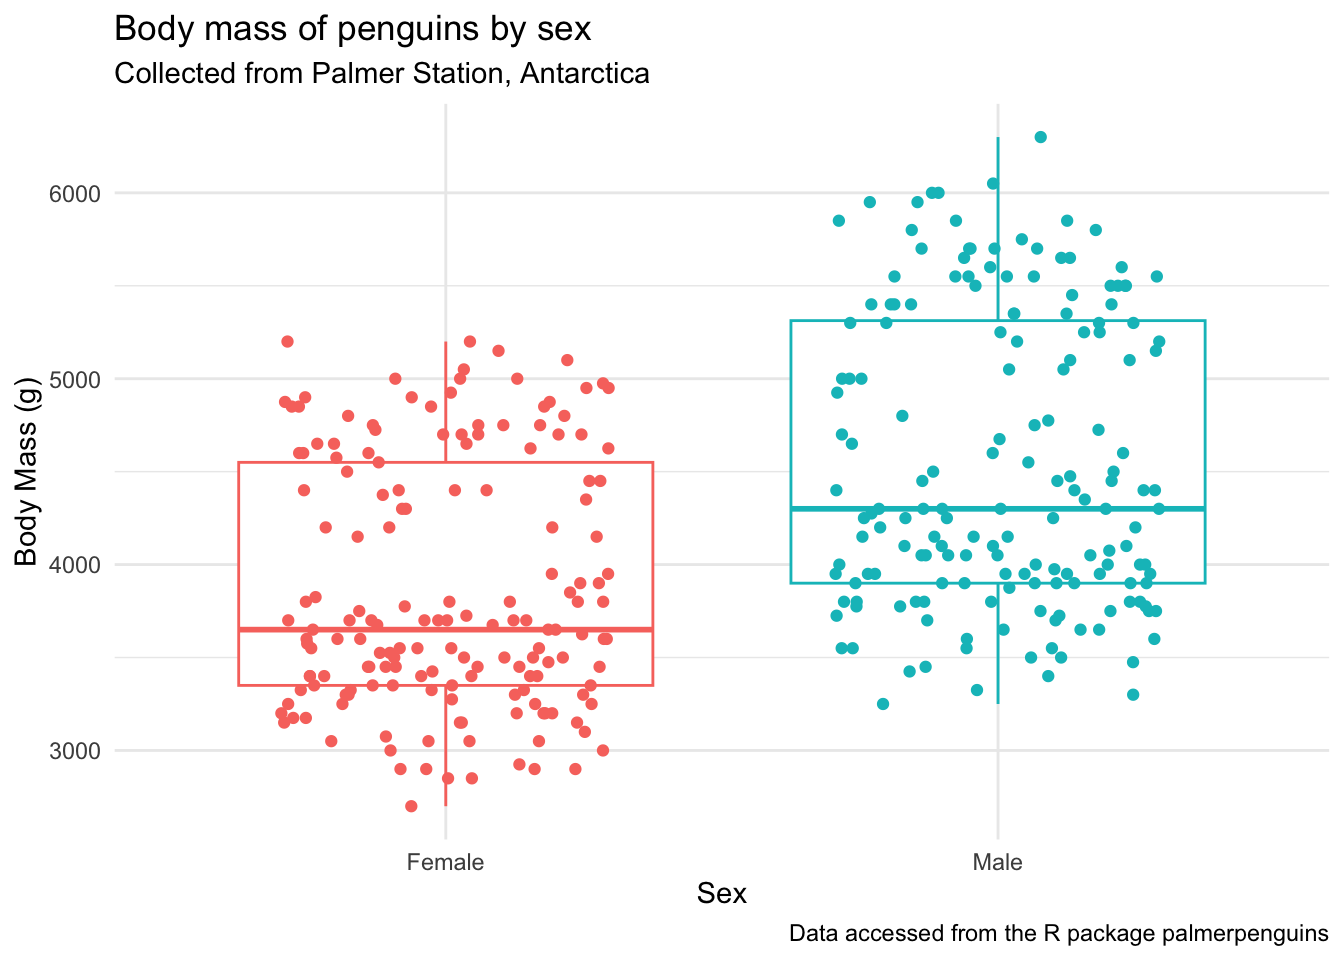 Body mass of penguins by sex
Collected from Palmer Station, Antarctica
Body Mass (g)
6000
5000
4000
3000
Female
Male
Sex
Data accessed from the R package palmerpenguins